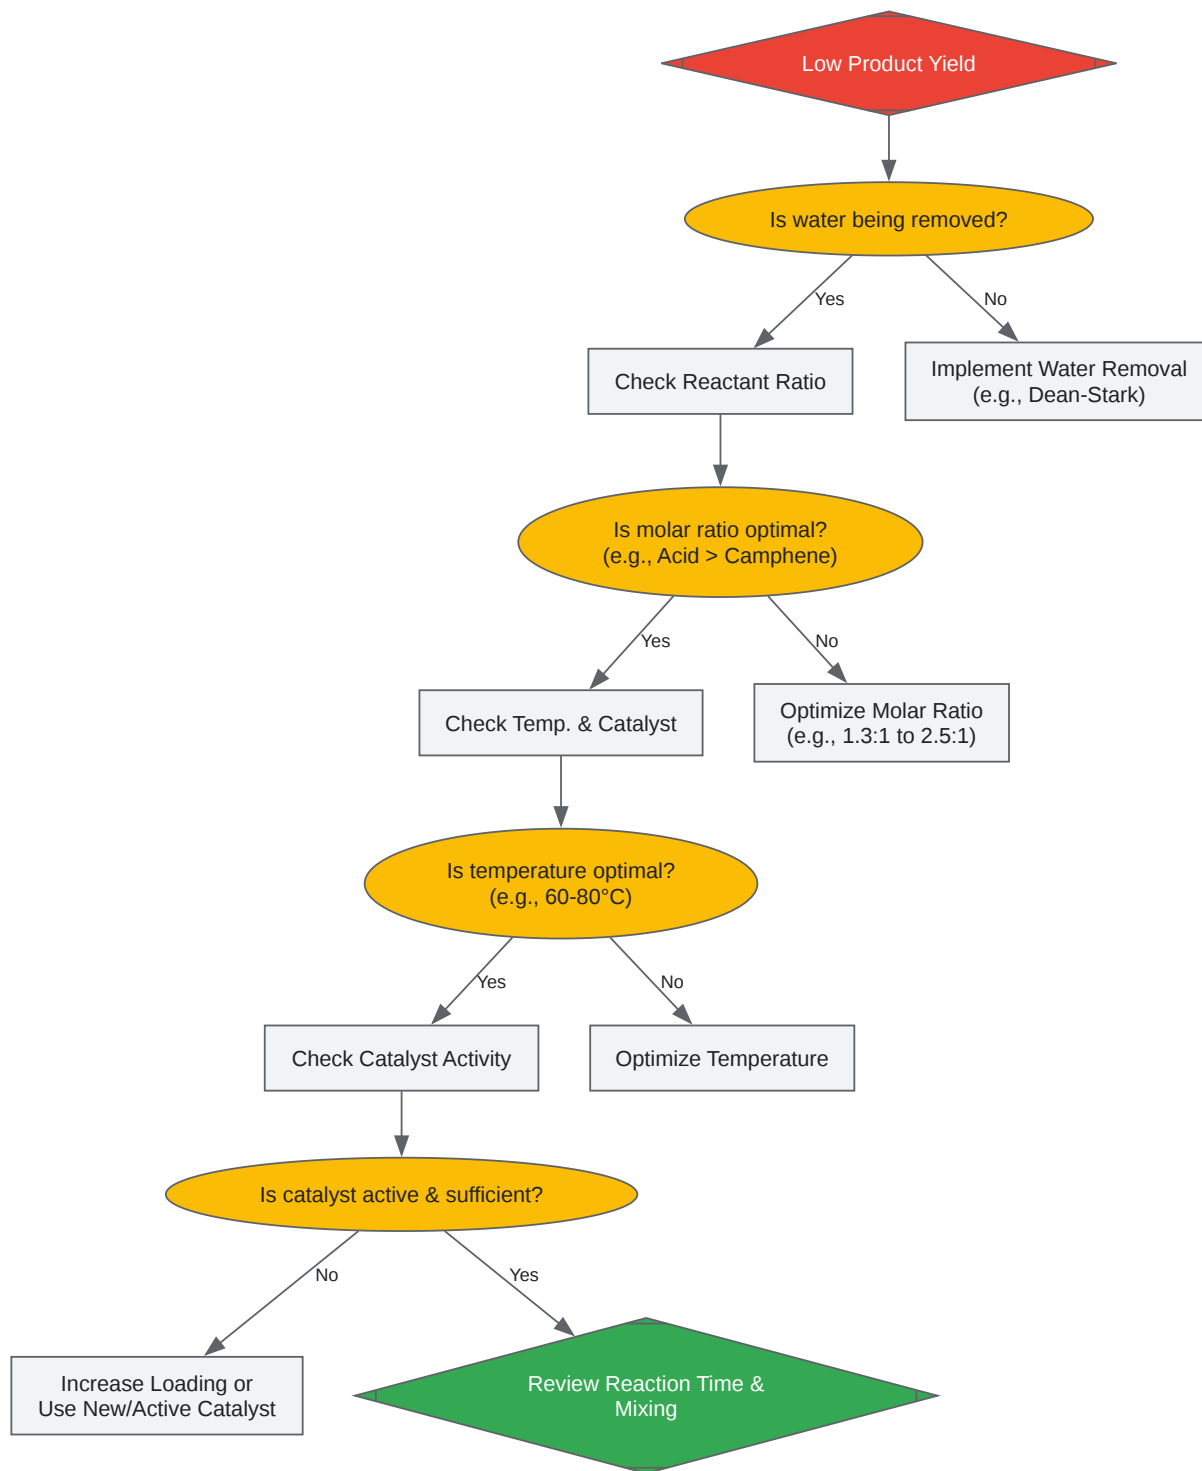 Low Product Yield
Is water being removed?
Yes
No
Check Reactant Ratio
Implement Water Removal
(e.g., Dean-Stark)
Is molar ratio optimal?
(e.g., Acid > Camphene)
Yes
No
Check Temp. & Catalyst
Optimize Molar Ratio
(e.g., 1.3:1 to 2.5:1)
Is temperature optimal?
(e.g., 60-80°C)
Yes
No
Check Catalyst Activity
Optimize Temperature
Is catalyst active & sufficient?
No
Yes
Increase Loading or
Use New/Active Catalyst
Review Reaction Time &
Mixing